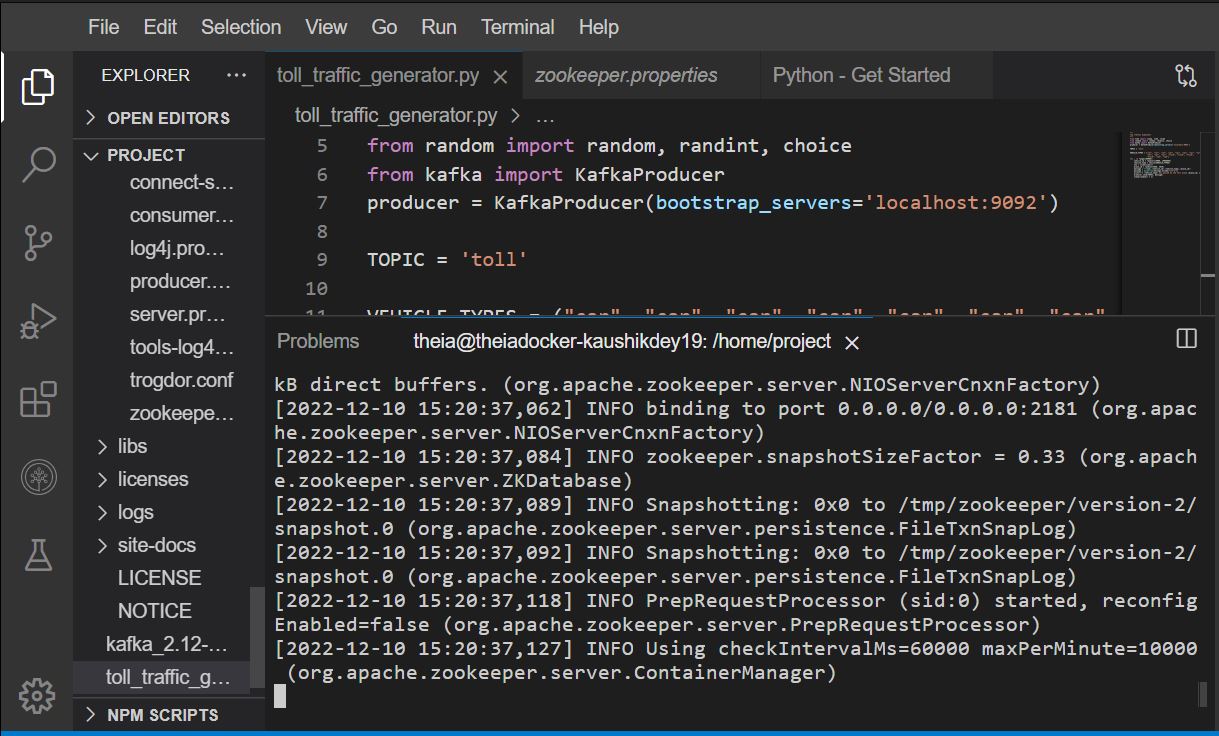 File Edit Selection View Go Run Terminal Help
EXPLORER ...
toll_traffic_generator.py
zookeeper.properties
Python - Get Started
OPEN EDITORS
PROJECT
connect-s...
consumer...
log4j.pro...
producer....
server.pr...
tools-log4...
trogdor.conf
zookeepe...
libs
licenses
logs
site-docs
LICENSE
NOTICE
kafka_2.12-...
toll_traffic_g...
NPM SCRIPTS
toll_traffic_generator.py > ...
5 from random import random, randint, choice
6 from kafka import KafkaProducer
7 producer = KafkaProducer(bootstrap_servers='localhost:9092')
8
9 TOPIC = 'toll'
10
11 VEHICLE_TYPES = ("car", "car", "car", "car", "car", "car", "car",
Problems
theia@theiadocker-kaushikdey19: /home/project
kB direct buffers. (org.apache.zookeeper.server.NIOServerCnxnFactory)
[2022-12-10 15:20:37,062] INFO binding to port 0.0.0.0/0.0.0.0:2181 (org.apac
he.zookeeper.server.NIOServerCnxnFactory)
[2022-12-10 15:20:37,084] INFO zookeeper.snapshotSizeFactor = 0.33 (org.apach
e.zookeeper.server.ZKDatabase)
[2022-12-10 15:20:37,089] INFO Snapshotting: 0x0 to /tmp/zookeeper/version-2/
snapshot.0 (org.apache.zookeeper.server.persistence.FileTxnSnapLog)
[2022-12-10 15:20:37,092] INFO Snapshotting: 0x0 to /tmp/zookeeper/version-2/
snapshot.0 (org.apache.zookeeper.server.persistence.FileTxnSnapLog)
[2022-12-10 15:20:37,118] INFO PrepRequestProcessor (sid:0) started, reconfig
Enabled=false (org.apache.zookeeper.server.PrepRequestProcessor)
[2022-12-10 15:20:37,127] INFO Using checkIntervalMs=60000 maxPerMinute=10000
(org.apache.zookeeper.server.ContainerManager)